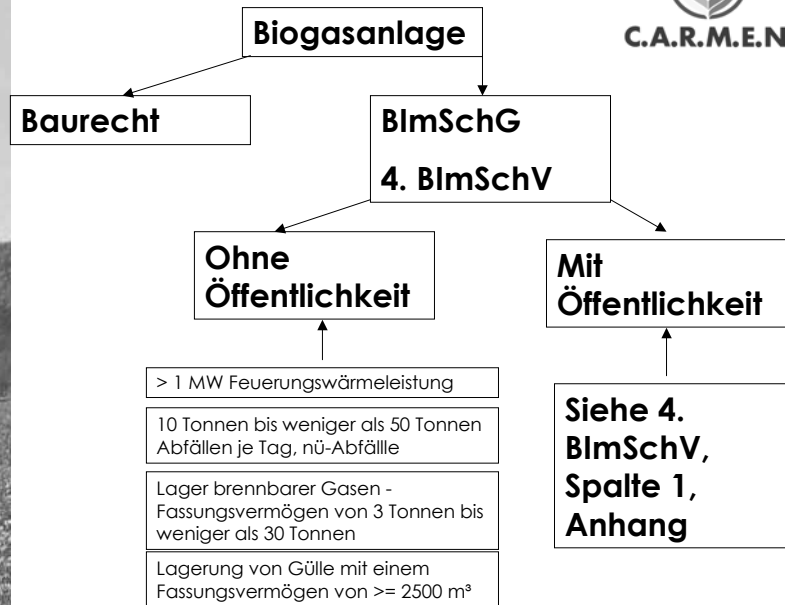 Biogasanlage
C.A.R.M.E.N
Baurecht
BImSchG
4. BImSchV
Ohne
Öffentlichkeit
Mit
Öffentlichkeit
> 1 MW Feuerungswärmeleistung
10 Tonnen bis weniger als 50 Tonnen
Abfällen je Tag, nü-Abfällle
Lager brennbarer Gasen -
Fassungsvermögen von 3 Tonnen bis
weniger als 30 Tonnen
Lagerung von Gülle mit einem
Fassungsvermögen von >= 2500 m³
Siehe 4.
BImSchV,
Spalte 1,
Anhang